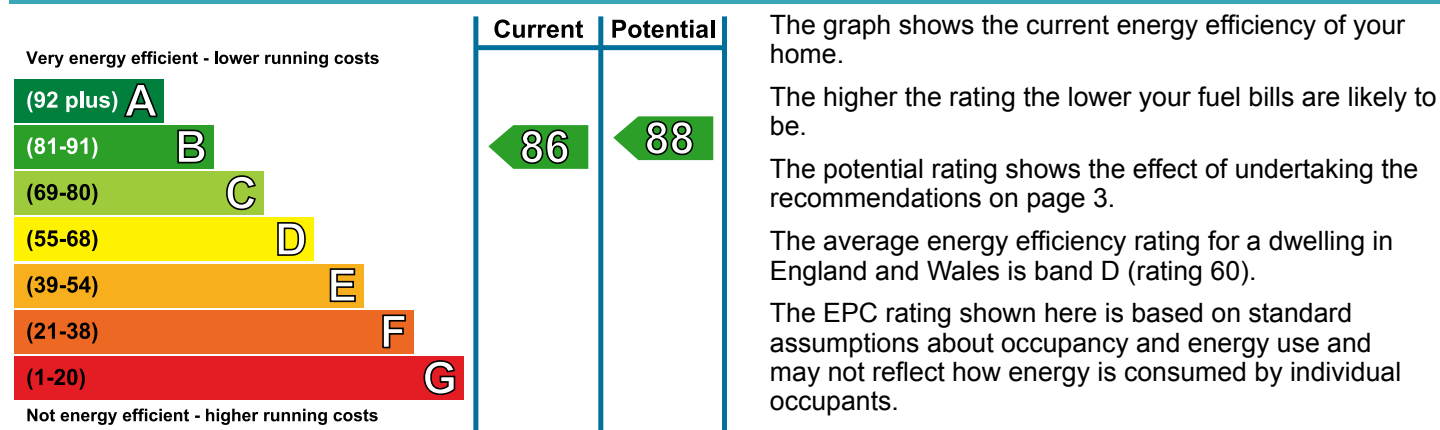 Current Potential
Very energy efficient - lower running costs
(92 plus) A
(81-91) B
(69-80) C
(55-68) D
(39-54) E
(21-38) F
(1-20) G
Not energy efficient - higher running costs
86
88
The graph shows the current energy efficiency of your
home.
The higher the rating the lower your fuel bills are likely to
be.
The potential rating shows the effect of undertaking the
recommendations on page 3.
The average energy efficiency rating for a dwelling in
England and Wales is band D (rating 60).
The EPC rating shown here is based on standard
assumptions about occupancy and energy use and
may not reflect how energy is consumed by individual
occupants.